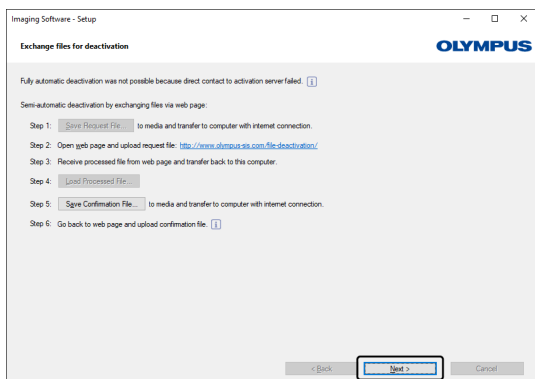 Imaging Software - Setup
Exchange files for deactivation
OLYMPUS
Fully automatic deactivation was not possible because direct contact to activation server failed. i
Semi-automatic deactivation by exchanging files via web page:
Step 1: Save Request File... to media and transfer to computer with internet connection.
Step 2: Open web page and upload request file: http://www.olympus-sis.com/file-deactivation/
Step 3: Receive processed file from web page and transfer back to this computer.
Step 4: Load Processed File...
Step 5: Save Confirmation File... to media and transfer to computer with internet connection.
Step 6: Go back to web page and upload confirmation file. i
< Back Next > Cancel